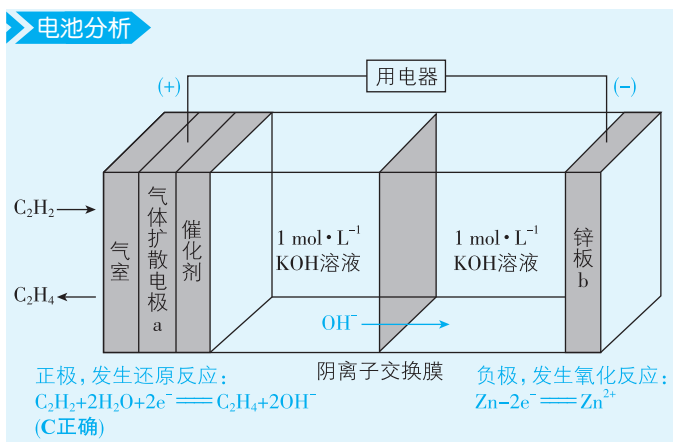 电池分析
用电器
(+)
(−)
C₂H₂
C₂H₄
气室
气体扩散电极a
催化剂
1 mol·L⁻¹
KOH溶液
1 mol·L⁻¹
KOH溶液
锌板b
OH⁻
阴离子交换膜
正极，发生还原反应：
C₂H₂+2H₂O+2e⁻══C₂H₄+2OH⁻
(C正确)
负极，发生氧化反应：
Zn−2e⁻══Zn²⁺